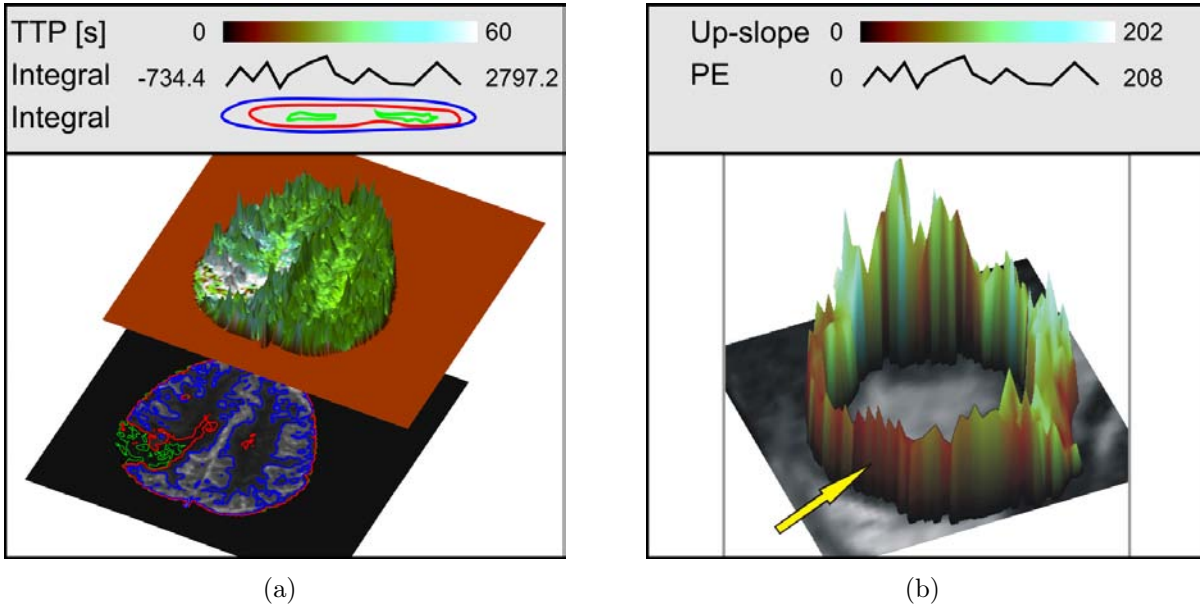 TTP [s] 0 60
Integral -734.4 2797.2
Integral
Up-slope 0 202
PE 0 208
(a)
(b)